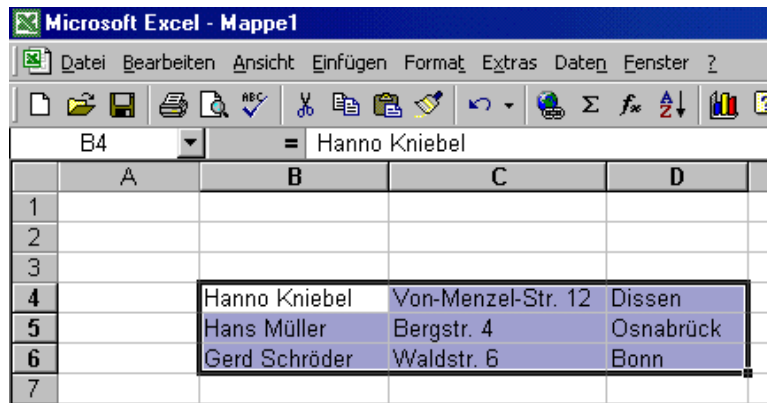 Microsoft Excel - Mappe1
Datei Bearbeiten Ansicht Einfügen Format Extras Daten Fenster ?
ABC Σ fx A Z ?
B4 = Hanno Kniebel
A B C D
1
2
3
4 Hanno Kniebel Von-Menzel-Str. 12 Dissen
5 Hans Müller Bergstr. 4 Osnabrück
6 Gerd Schröder Waldstr. 6 Bonn
7